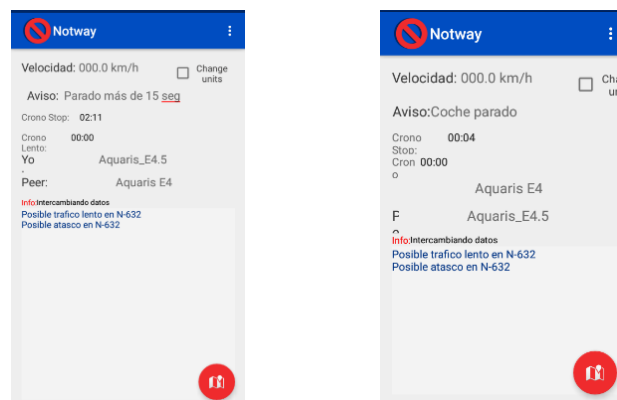 Notway
Velocidad: 000.0 km/h
Change
units
Aviso: Parado más de 15 seg
Crono Stop: 02:11
Crono 00:00
Lento:
Yo Aquaris_E4.5
:
Peer: Aquaris E4
Info:Intercambiando datos
Posible trafico lento en N-632
Posible atasco en N-632
Notway
Velocidad: 000.0 km/h
Cha
un
Aviso:Coche parado
Crono 00:04
Stop:
Cron 00:00
o
Aquaris E4
Aquaris_E4.5
Info:Intercambiando datos
Posible trafico lento en N-632
Posible atasco en N-632